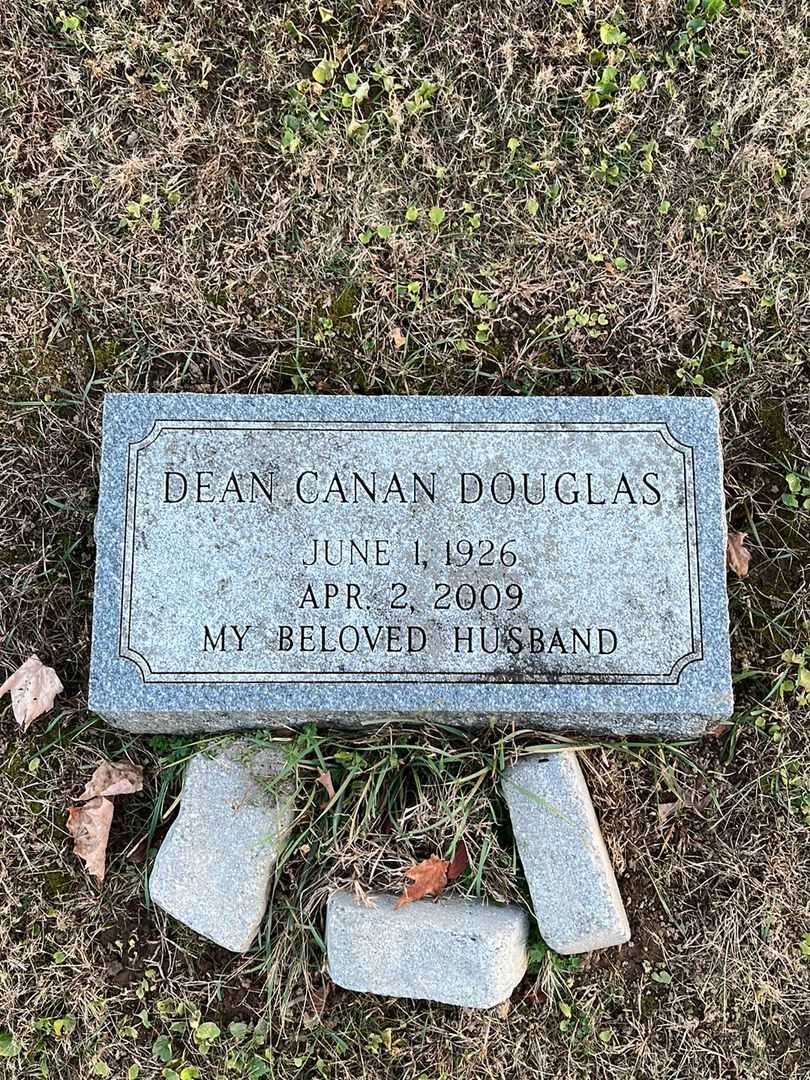 DEAN CANAN DOUGLAS
JUNE 1, 1926
APR. 2, 2009
MY BELOVED HUSBAND